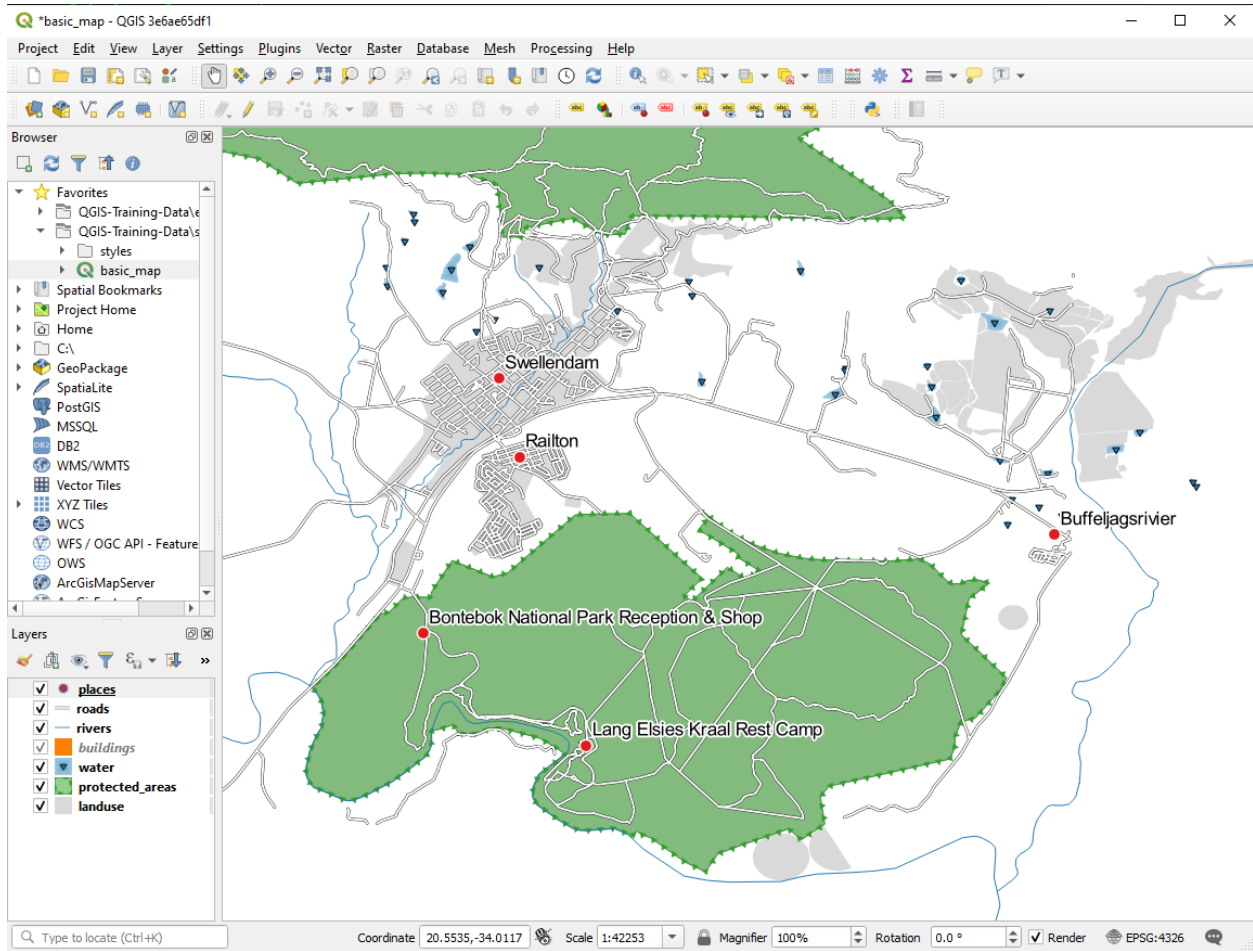 *basic_map - QGIS 3e6ae65df1
Project Edit View Layer Settings Plugins Vector Raster Database Mesh Processing Help
Browser
Favorites
QGIS-Training-Data\e
QGIS-Training-Data\s
styles
basic_map
Spatial Bookmarks
Project Home
Home
C:\
GeoPackage
SpatiaLite
PostGIS
MSSQL
DB2
WMS/WMTS
Vector Tiles
XYZ Tiles
WCS
WFS / OGC API - Feature
OWS
ArcGisMapServer
Layers
places
roads
rivers
buildings
water
protected_areas
landuse
Swellendam
Railton
Buffeljagsrivier
Bontebok National Park Reception & Shop
Lang Elsies Kraal Rest Camp
Type to locate (Ctrl+K) Coordinate 20.5535,-34.0117 Scale 1:42253 Magnifier 100% Rotation 0.0 ° Render EPSG:4326